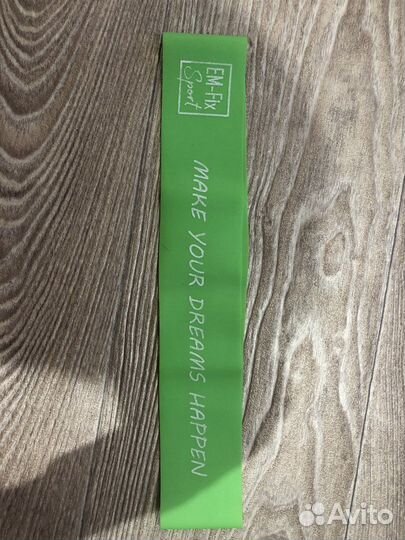 EM-Fix
Sport
MAKE YOUR DREAMS HAPPEN
Avito